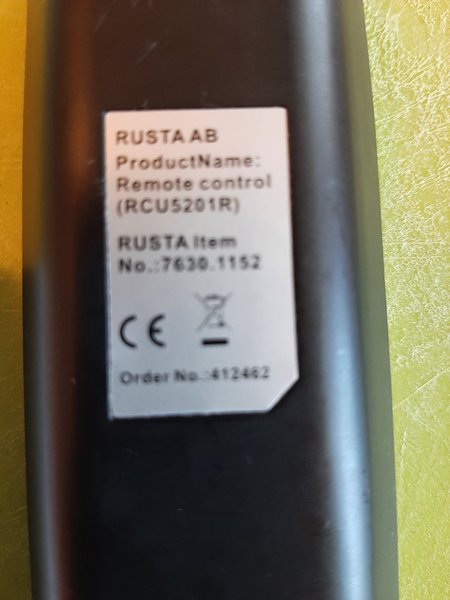 RUSTA AB
ProductName:
Remote control
(RCU5201R)
RUSTA Item
No.:7630.1152
CE
Order No.:412462